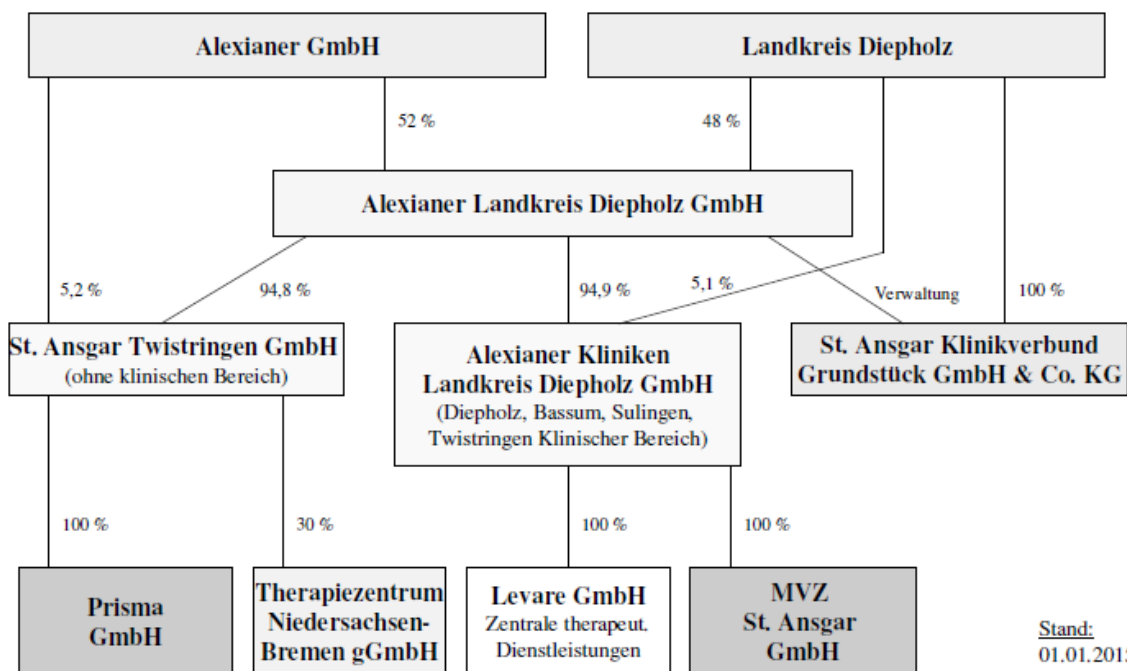 Alexianer GmbH
Landkreis Diepholz
52 %
48 %
Alexianer Landkreis Diepholz GmbH
5,2 %
94,8 %
94,9 %
5,1 %
Verwaltung
100 %
St. Ansgar Twistringen GmbH
(ohne klinischen Bereich)
Alexianer Kliniken
Landkreis Diepholz GmbH
(Diepholz, Bassum, Sulingen,
Twistringen Klinischer Bereich)
St. Ansgar Klinikverbund
Grundstück GmbH & Co. KG
100 %
30 %
100 %
100 %
Prisma
GmbH
Therapiezentrum
Niedersachsen-
Bremen gGmbH
Levare GmbH
Zentrale therapeut.
Dienstleistungen
MVZ
St. Ansgar
GmbH
Stand: